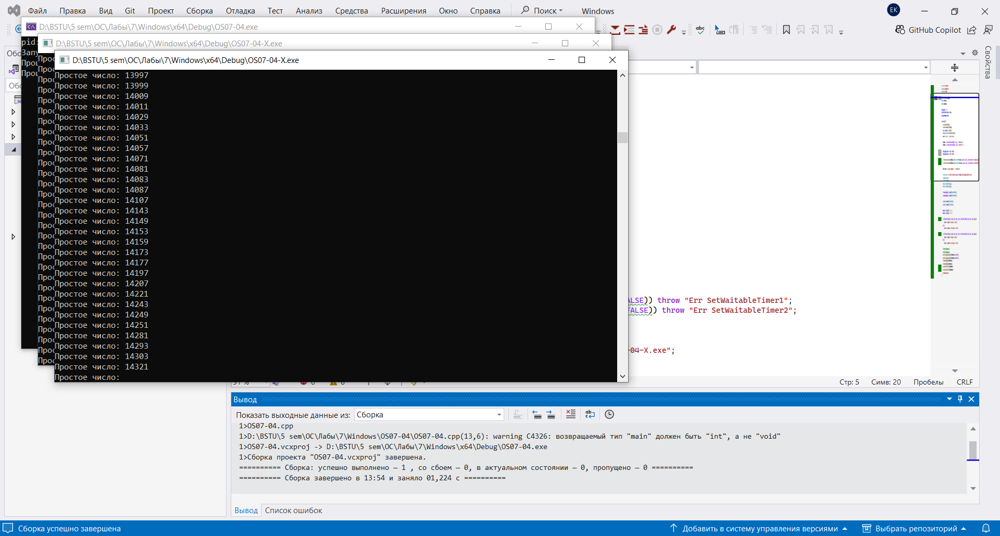 Файл Правка Вид Git Проект Сборка Отладка Тест Анализ Средства Расширения Окно Справка Поиск Windows EK
D:\BSTU\5 sem\ОС\Лабы\7\Windows\x64\Debug\OS07-04.exe
GitHub Copilot
D:\BSTU\5 sem\ОС\Лабы\7\Windows\x64\Debug\OS07-04-X.exe
D:\BSTU\5 sem\ОС\Лабы\7\Windows\x64\Debug\OS07-04-X.exe
Свойства
Простое число: 13997
Простое число: 13999
Простое число: 14009
Простое число: 14011
Простое число: 14029
Простое число: 14033
Простое число: 14051
Простое число: 14057
Простое число: 14071
Простое число: 14081
Простое число: 14083
Простое число: 14087
Простое число: 14107
Простое число: 14143
Простое число: 14149
Простое число: 14153
Простое число: 14159
Простое число: 14173
Простое число: 14177
Простое число: 14197
Простое число: 14207
Простое число: 14221
Простое число: 14243
Простое число: 14249
Простое число: 14251
Простое число: 14281
Простое число: 14293
Простое число: 14303
Простое число: 14321
Простое число:
ALSE)) throw "Err SetWaitableTimer1";
FALSE)) throw "Err SetWaitableTimer2";
-04-X.exe";
Стр: 5 Симв: 20 Пробелы CRLF
Вывод
Показать выходные данные из: Сборка
1>OS07-04.cpp
1>D:\BSTU\5 sem\ОС\Лабы\7\Windows\OS07-04\OS07-04.cpp(13,6): warning C4326: возвращаемый тип "main" должен быть "int", а не "void"
1>OS07-04.vcxproj -> D:\BSTU\5 sem\ОС\Лабы\7\Windows\x64\Debug\OS07-04.exe
1>Сборка проекта "OS07-04.vcxproj" завершена.
========== Сборка: успешно выполнено — 1 , со сбоем — 0, в актуальном состоянии — 0, пропущено — 0 ==========
========== Сборка завершено в 13:54 и заняло 01,224 с ==========
Вывод Список ошибок
Сборка успешно завершена Добавить в систему управления версиями Выбрать репозиторий